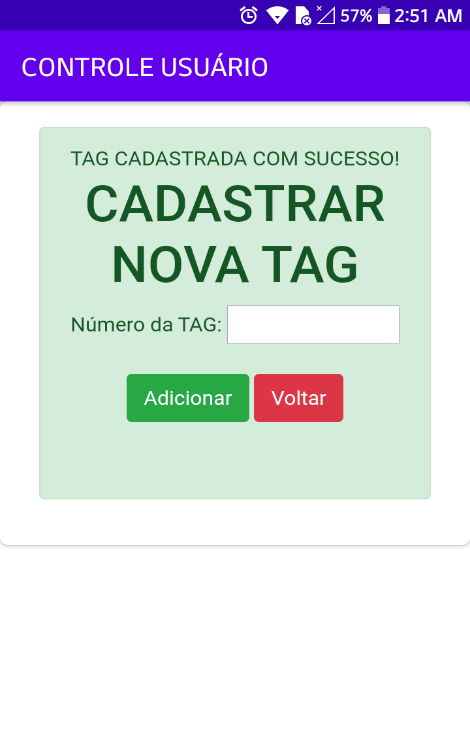 57% 2:51 AM
CONTROLE USUÁRIO
TAG CADASTRADA COM SUCESSO!
CADASTRAR
NOVA TAG
Número da TAG:
Adicionar Voltar